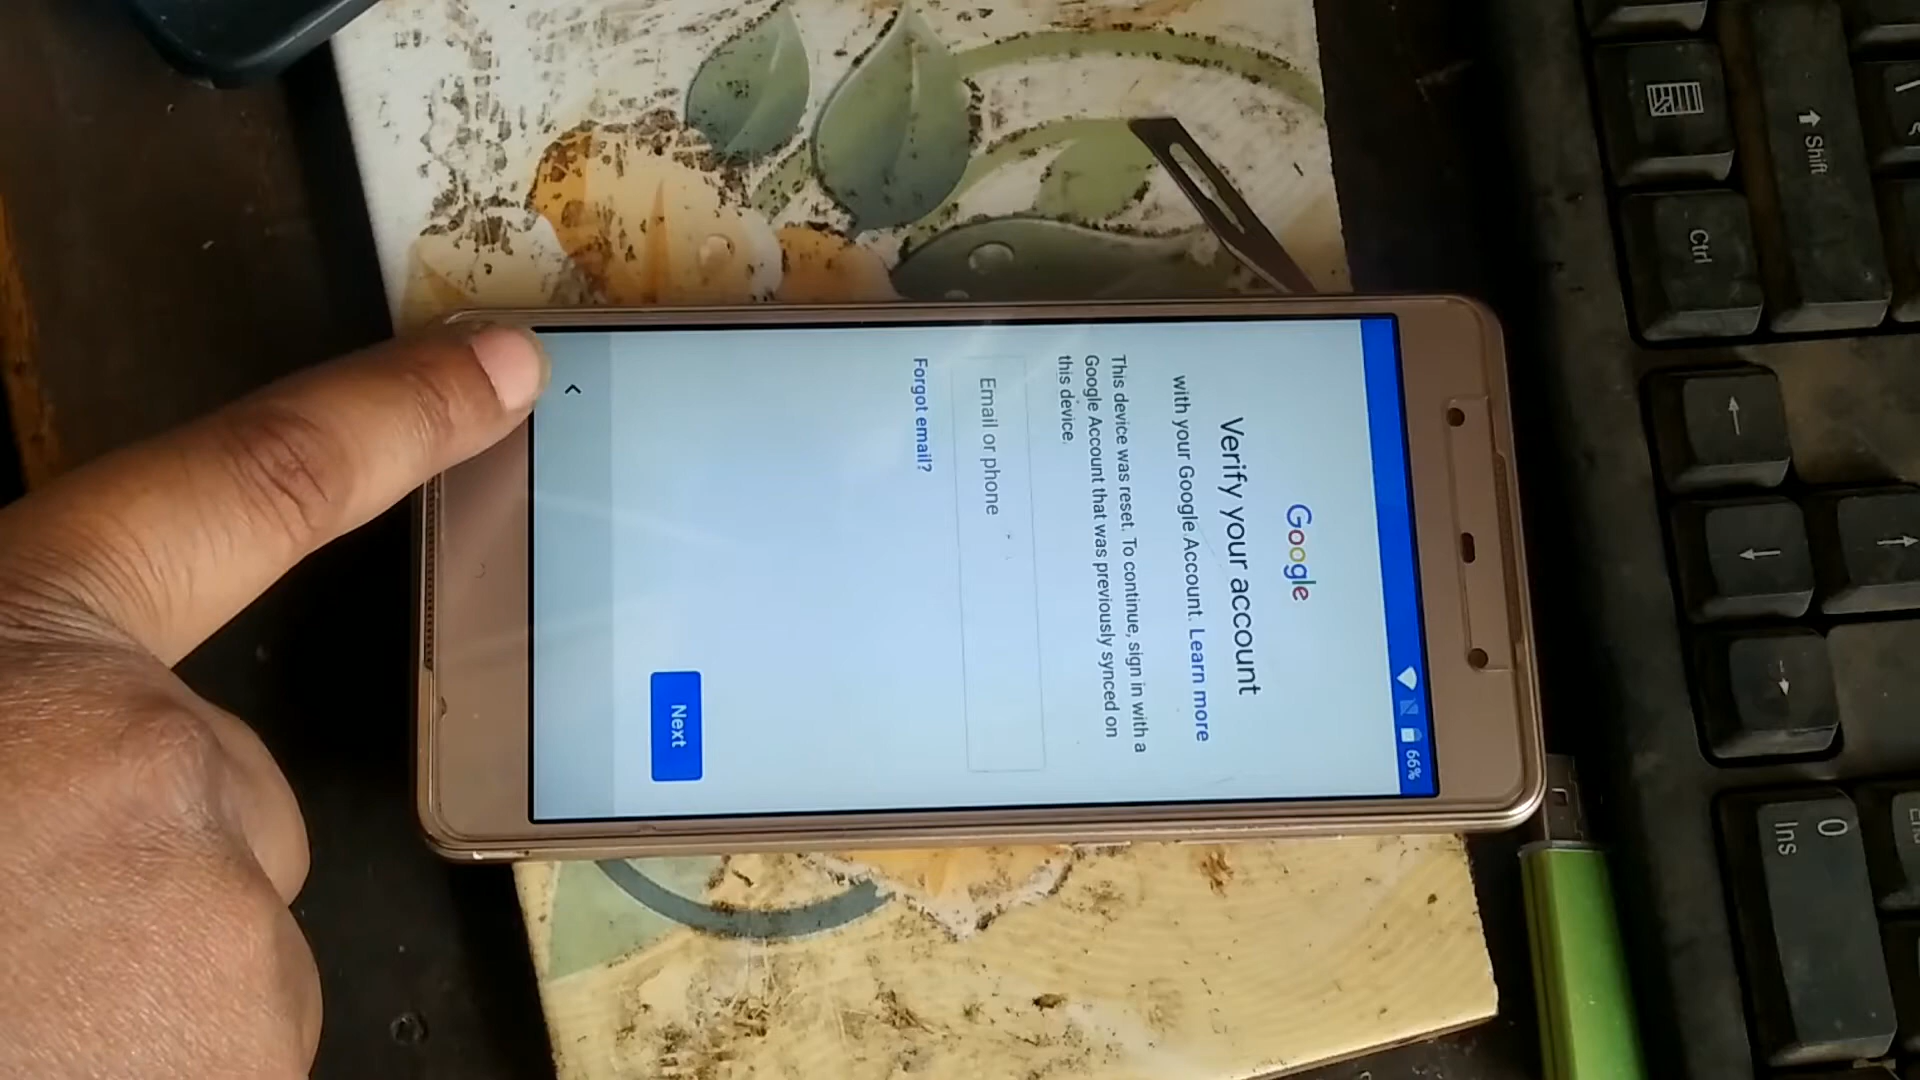 66%
Google
Verify your account
with your Google Account. Learn more
This device was reset. To continue, sign in with a
Google Account that was previously synced on
this device.
Email or phone
Forgot email?
Next
Shift
Ctrl
0
Ins